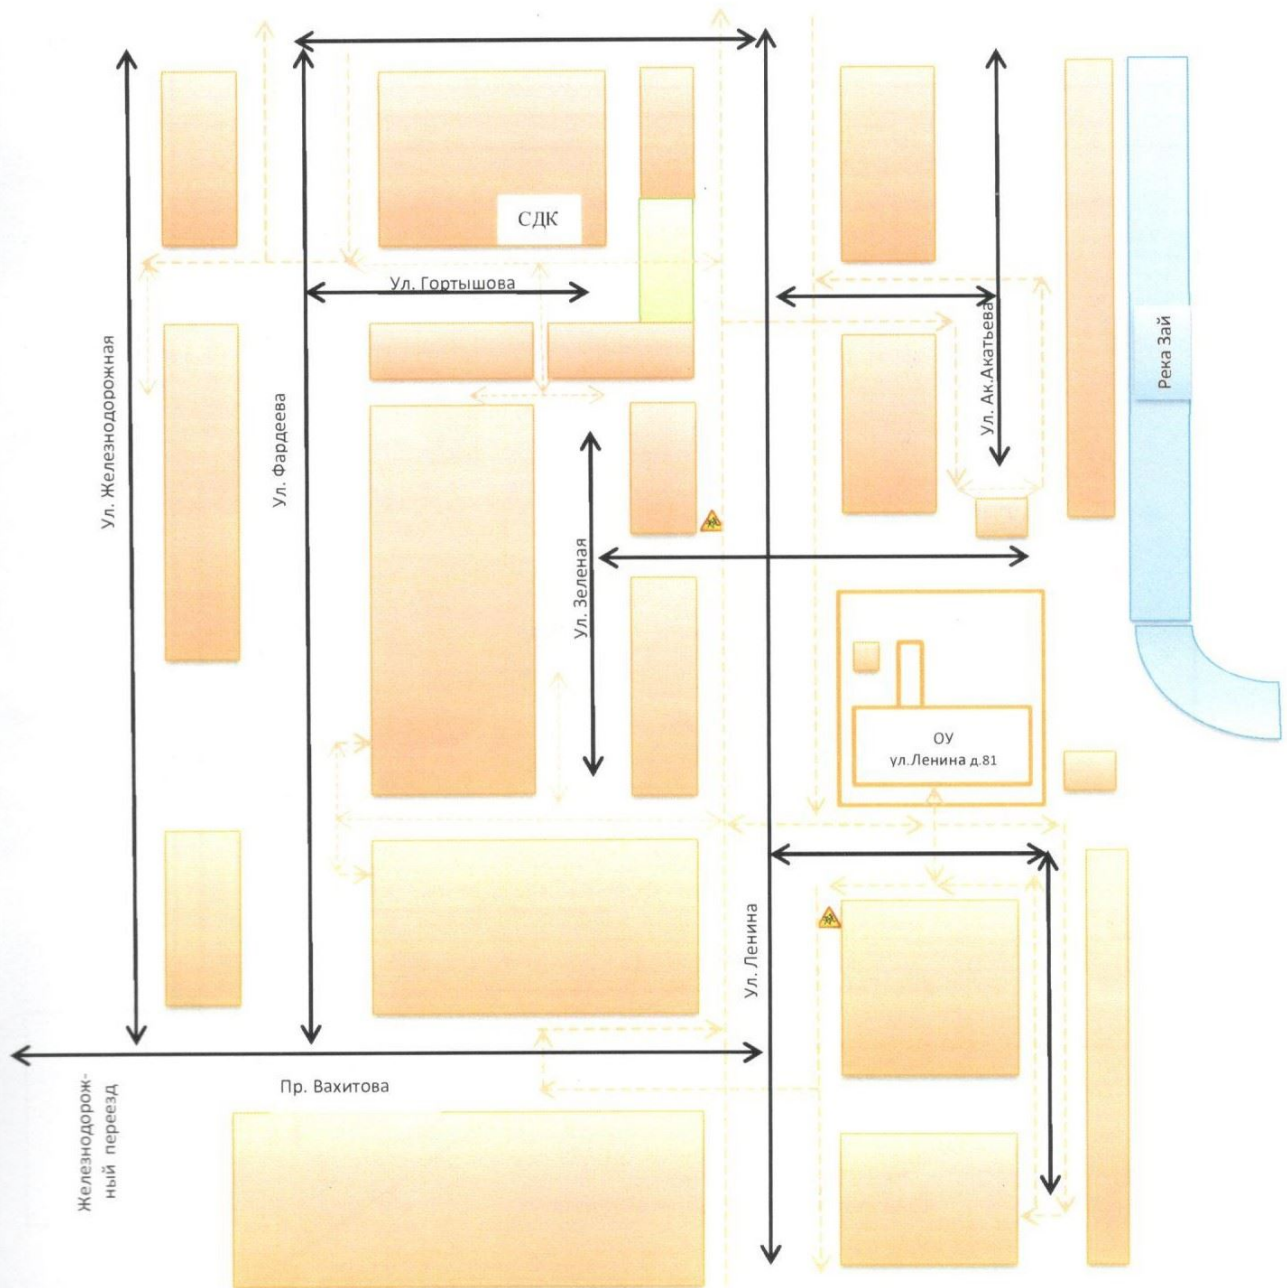 СДК
Ул. Гортышова
Ул. Железнодорожная
Ул. Фардеева
Ул. Ак.Акатьева
Река Зай
Ул. Зеленая
ОУ
ул.Ленина д.81
Ул. Ленина
Пр. Вахитова
Железнодорож-
ный переезд